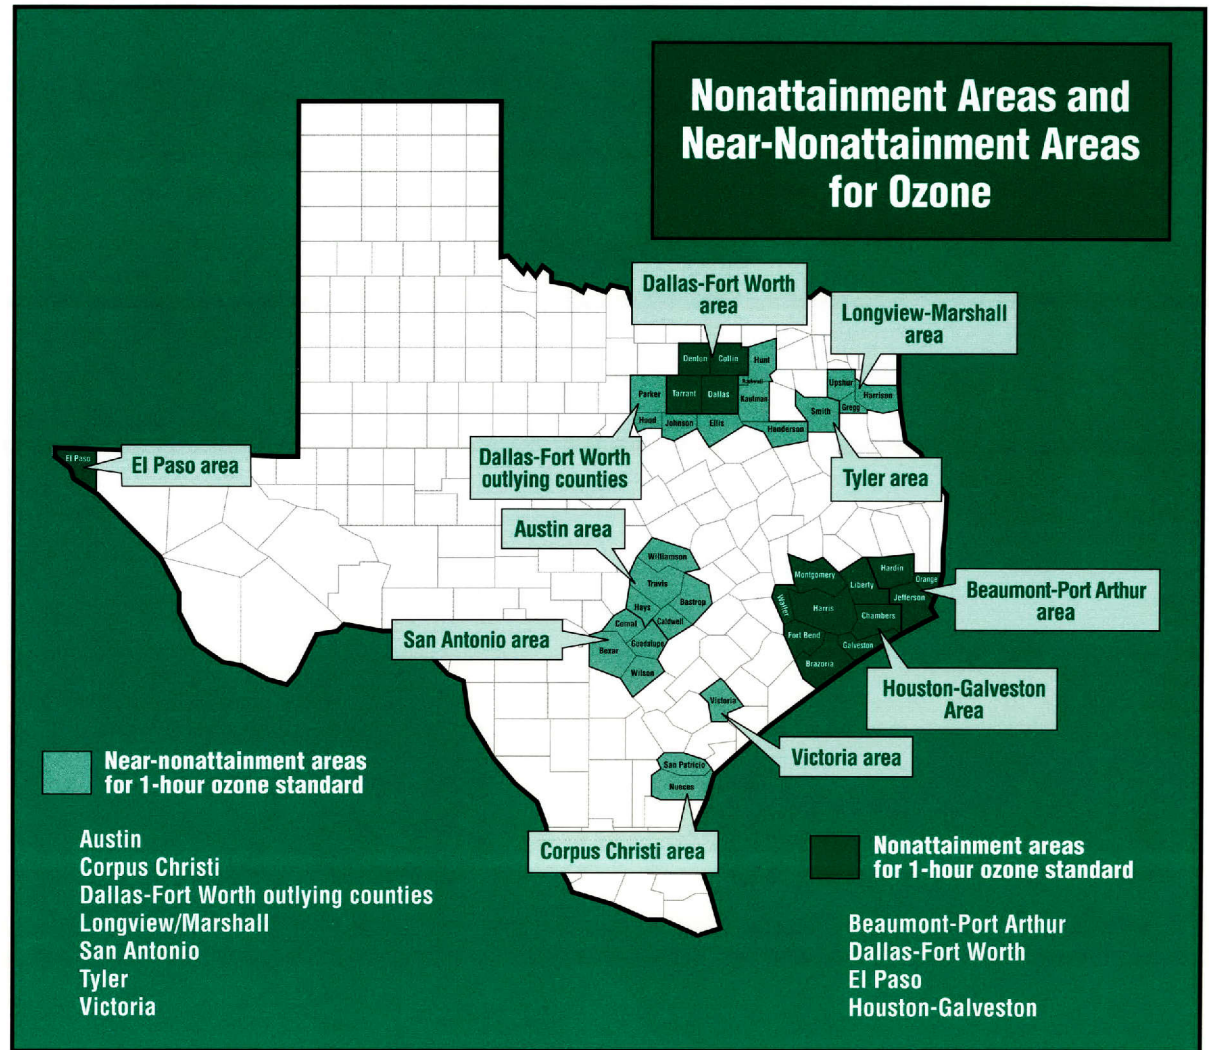 Nonattainment Areas and
Near-Nonattainment Areas
for Ozone
Dallas-Fort Worth
area
Longview-Marshall
area
Denton
Collin
Hunt
Rockwall
Parker
Tarrant
Dallas
Kaufman
Hood
Johnson
Ellis
Henderson
Upshur
Harrison
Gregg
Smith
El Paso
El Paso area
Dallas-Fort Worth
outlying counties
Tyler area
Austin area
Williamson
Travis
Bastrop
Hays
Caldwell
Comal
Guadalupe
Bexar
Wilson
San Antonio area
Montgomery
Liberty
Hardin
Orange
Jefferson
Waller
Harris
Chambers
Fort Bend
Galveston
Brazoria
Beaumont-Port Arthur
area
Houston-Galveston
Area
Victoria
Victoria area
San Patricio
Nueces
Corpus Christi area
Near-nonattainment areas
for 1-hour ozone standard
Austin
Corpus Christi
Dallas-Fort Worth outlying counties
Longview/Marshall
San Antonio
Tyler
Victoria
Nonattainment areas
for 1-hour ozone standard
Beaumont-Port Arthur
Dallas-Fort Worth
El Paso
Houston-Galveston